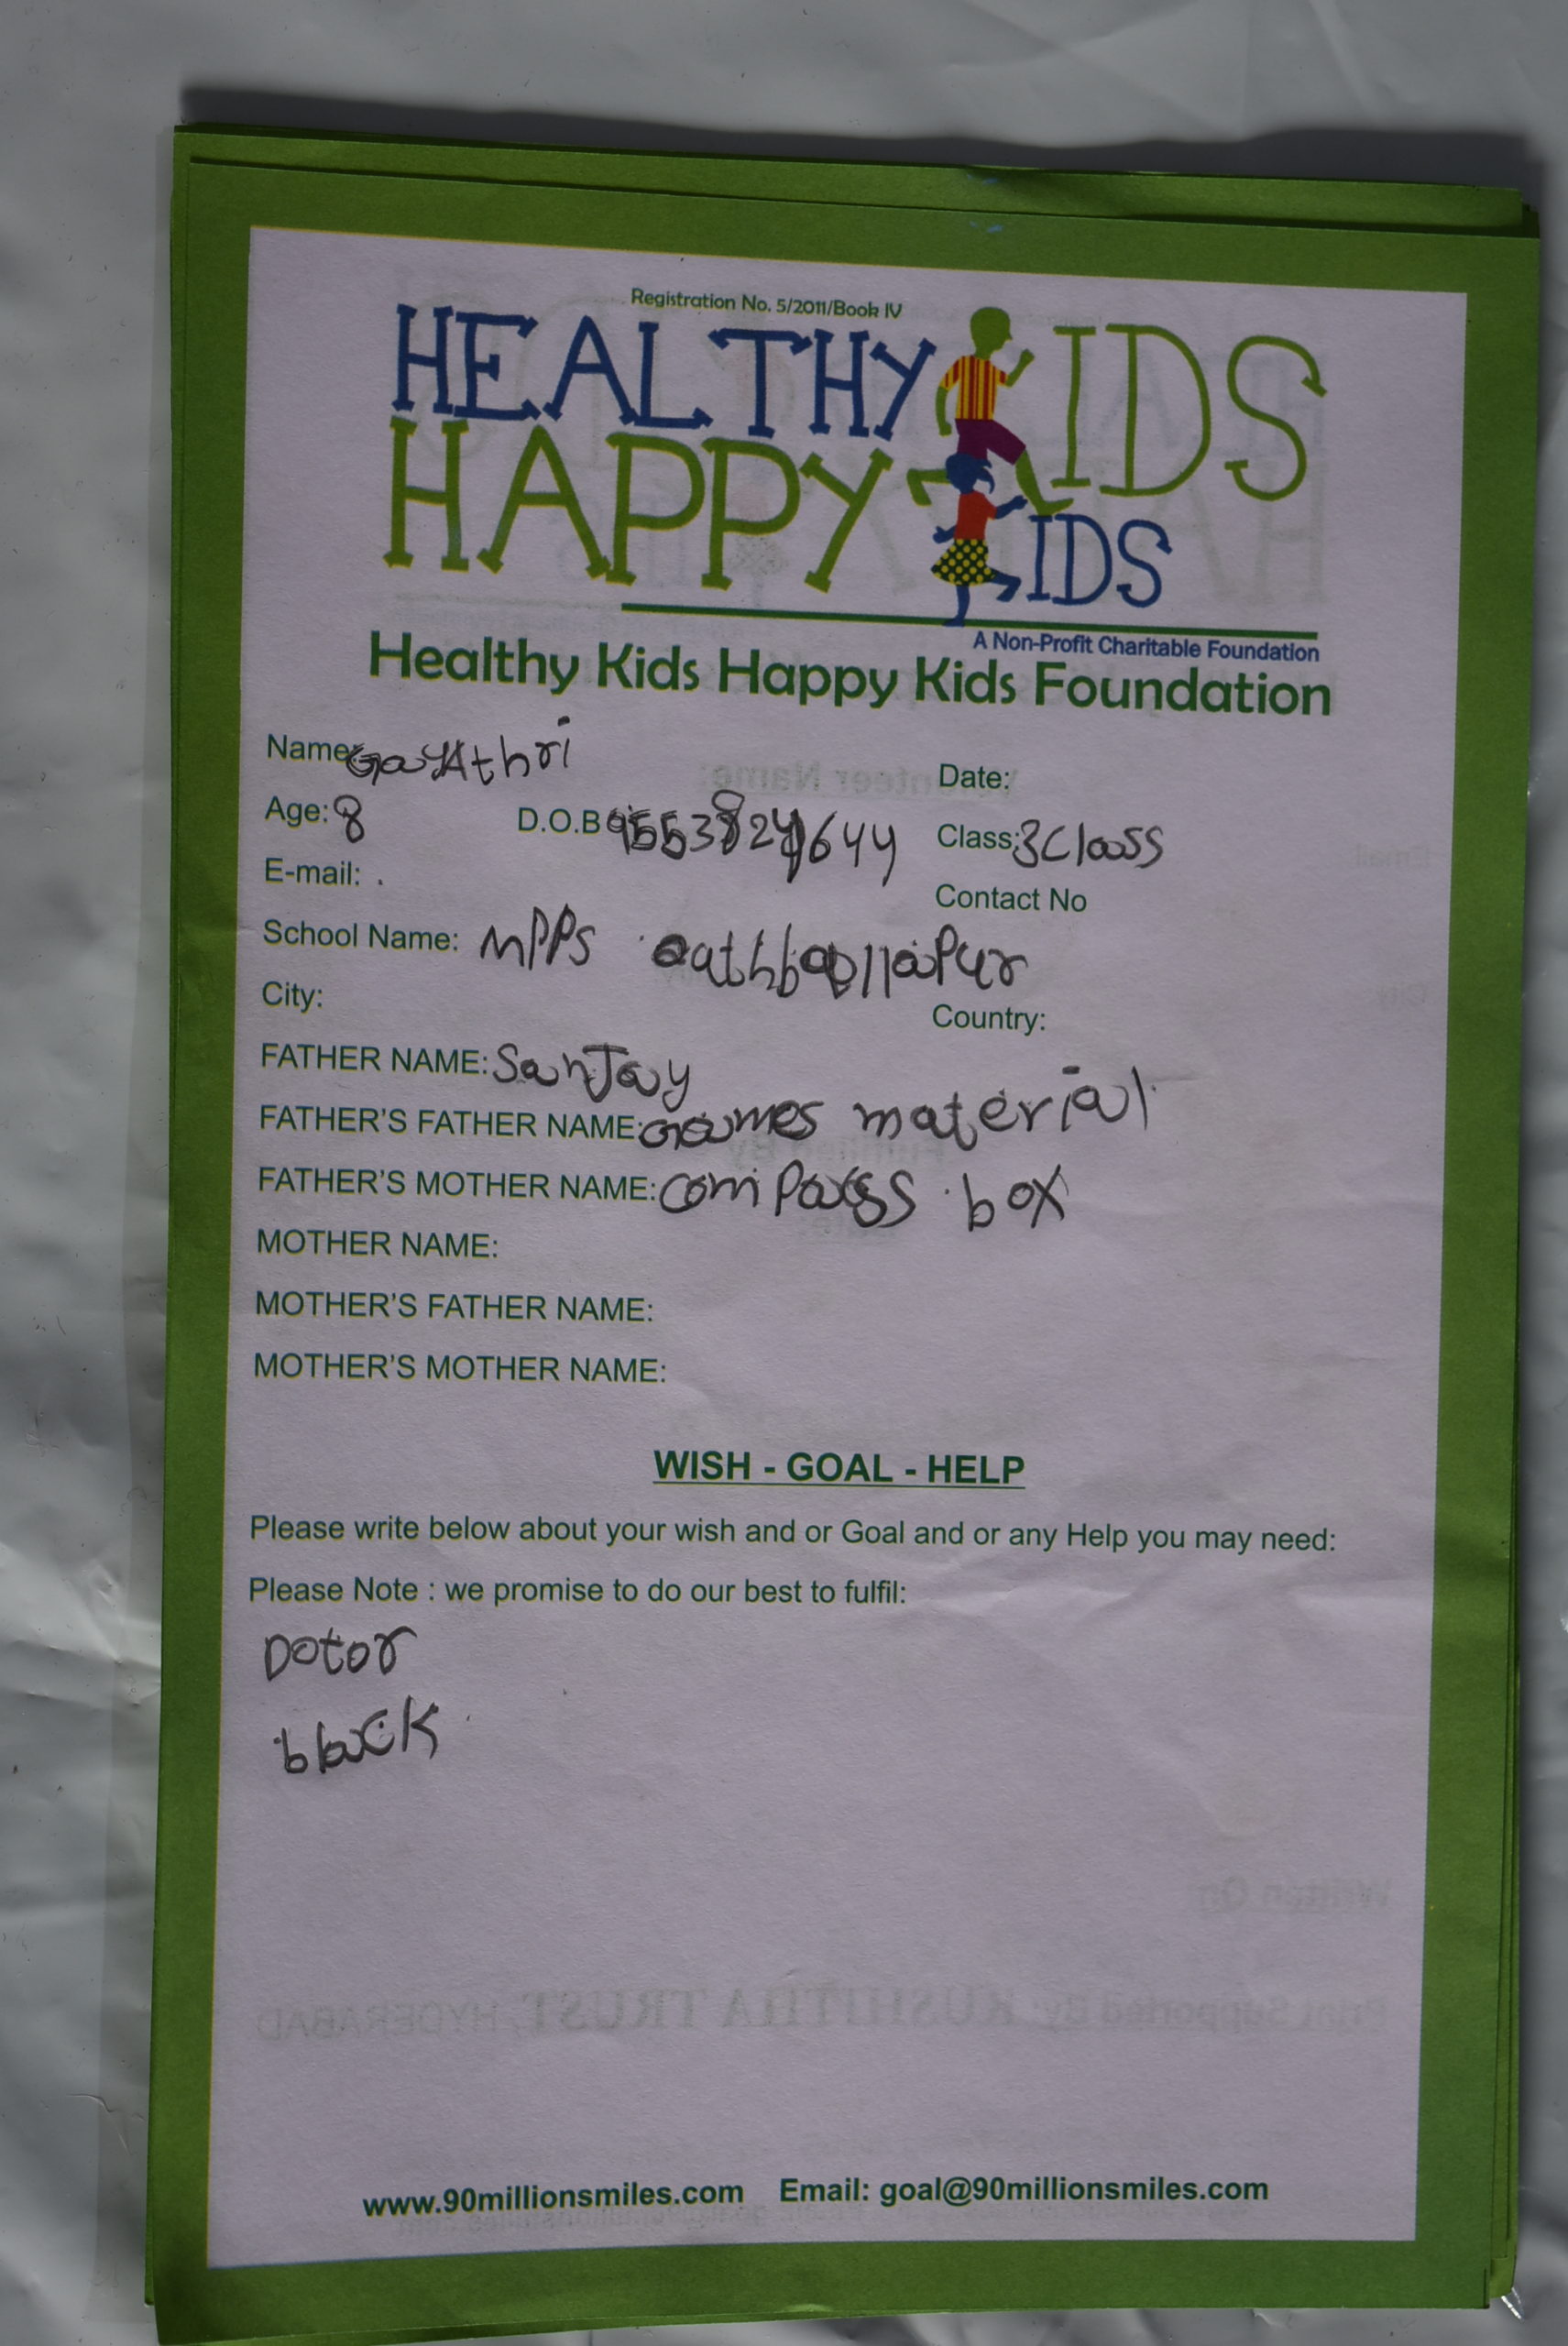 Registration No. 5/2011/Book IV
HEALTHY KIDS
HAPPY KIDS
A Non-Profit Charitable Foundation
Healthy Kids Happy Kids Foundation
Name: GayAthri Date:
Age: 8 D.O.B Class: 3Class
E-mail: . Contact No
School Name: MPPS
City: Country:
FATHER NAME: SanJay
FATHER'S FATHER NAME: Games material
FATHER'S MOTHER NAME: comPass box
MOTHER NAME:
MOTHER'S FATHER NAME:
MOTHER'S MOTHER NAME:
WISH - GOAL - HELP
Please write below about your wish and or Goal and or any Help you may need:
Please Note : we promise to do our best to fulfil:
Dotor
black
www.90millionsmiles.com Email: goal@90millionsmiles.com